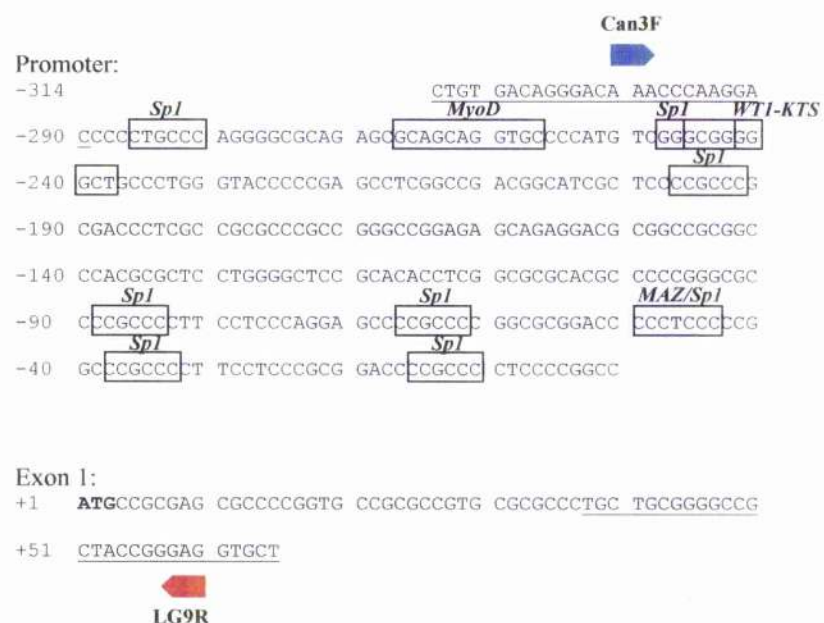 Can3F
Promoter:
-314 CTGT GACAGGGACA AACCCAAGGA
Sp1 MyoD Sp1 WT1-KTS
-290 CCCCCTGCCC AGGGGCGCAG AGCGCAGCAG GTGCCCCATG TCGGGCGGGG
Sp1
-240 GCTGCCCTGG GTACCCCCGA GCCTCGGCCG ACGGCATCGC TCCCCGCCCG
-190 CGACCCTCGC CGCGCCCGCC GGGCCGGAGA GCAGAGGACG CGGCCGCGGC
-140 CCACGCGCTC CTGGGGCTCC GCACACCTCG GCGCGCACGC CCCCCGGGCGC
Sp1 Sp1 MAZ/Sp1
-90 CCCGCCCCTT CCTCCCAGGA GCCCCGCCCC GGCGCGGACC CCCTCCCCCG
Sp1 Sp1
-40 GCCCGCCCCT TCCTCCCGCG GACCCCGCCC CTCCCCGGCC
Exon 1:
+1 ATGCCGCGAG CGCCCCGGTG CCGCGCCGTG CGCGCCCTGC TGCGGGGCCG
+51 CTACCGGGAG GTGCT
LG9R